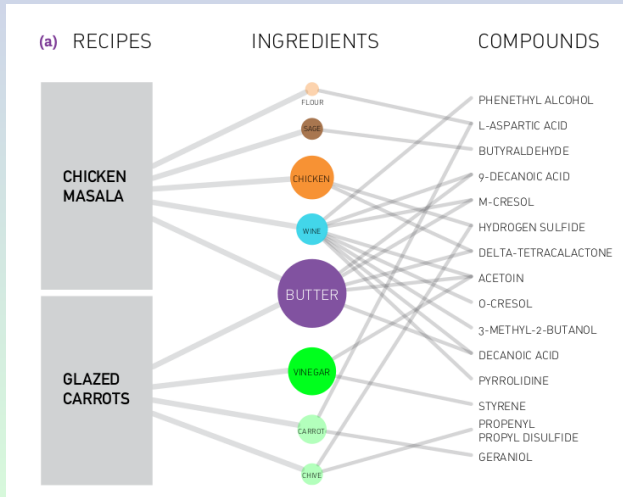 (a) RECIPES
INGREDIENTS
COMPOUNDS
CHICKEN
MASALA
GLAZED
CARROTS
FLOUR
SAGE
CHICKEN
WINE
BUTTER
VINEGAR
CARROT
CHIVE
PHENETHYL ALCOHOL
L-ASPARTIC ACID
BUTYRALDEHYDE
9-DECANOIC ACID
M-CRESOL
HYDROGEN SULFIDE
DELTA-TETRACALACTONE
ACETOIN
O-CRESOL
3-METHYL-2-BUTANOL
DECANOIC ACID
PYRROLIDINE
STYRENE
PROPENYL
PROPYL DISULFIDE
GERANIOL